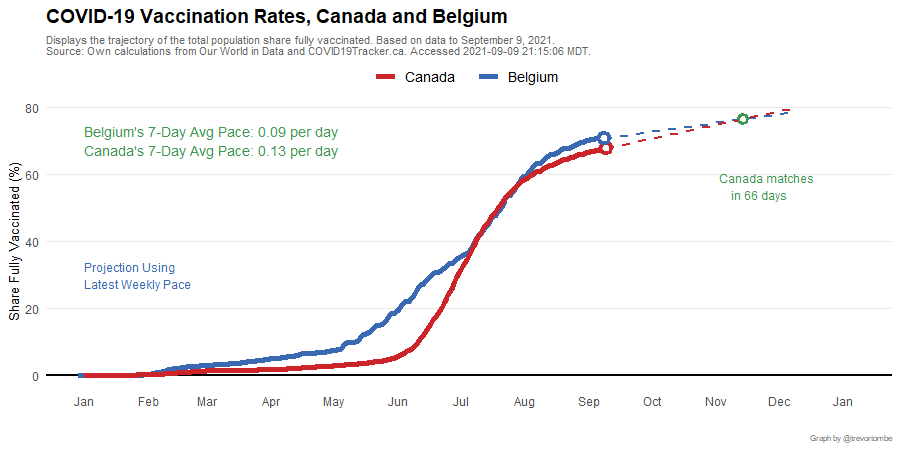 COVID-19 Vaccination Rates, Canada and Belgium
Displays the trajectory of the total population share fully vaccinated. Based on data to September 9, 2021.
Source: Own calculations from Our World in Data and COVID19Tracker.ca. Accessed 2021-09-09 21:15:06 MDT.
Canada Belgium
Share Fully Vaccinated (%)
80
60
40
20
0
Belgium's 7-Day Avg Pace: 0.09 per day
Canada's 7-Day Avg Pace: 0.13 per day
Canada matches
in 66 days
Projection Using
Latest Weekly Pace
Jan Feb Mar Apr May Jun Jul Aug Sep Oct Nov Dec Jan
Graph by @trevortombe